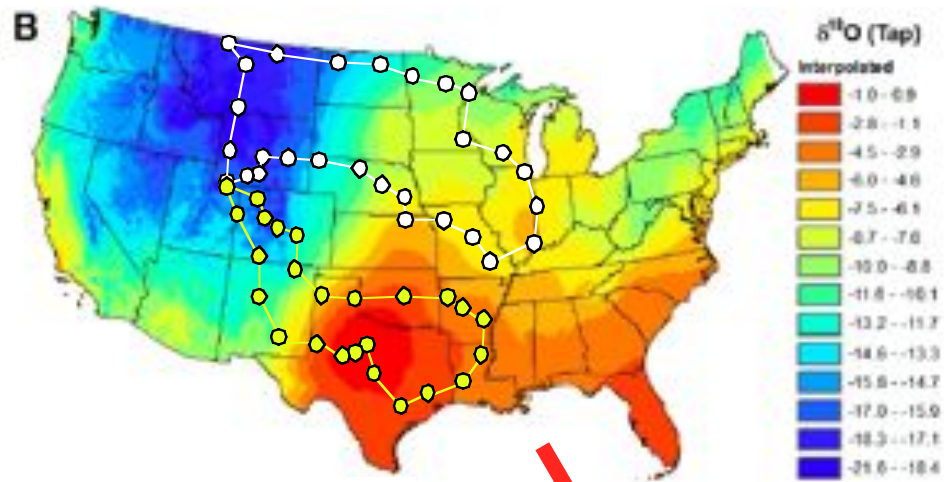 B
δ¹⁸O (Tap)
Interpolated
-1.0 - 0.9
-2.8 - -1.1
-4.5 - -2.9
-6.0 - -4.6
-7.5 - -6.1
-8.7 - -7.6
-10.0 - -8.8
-11.6 - -10.1
-13.2 - -11.7
-14.6 - -13.3
-15.8 - -14.7
-17.0 - -15.9
-18.3 - -17.1
-21.6 - -18.4